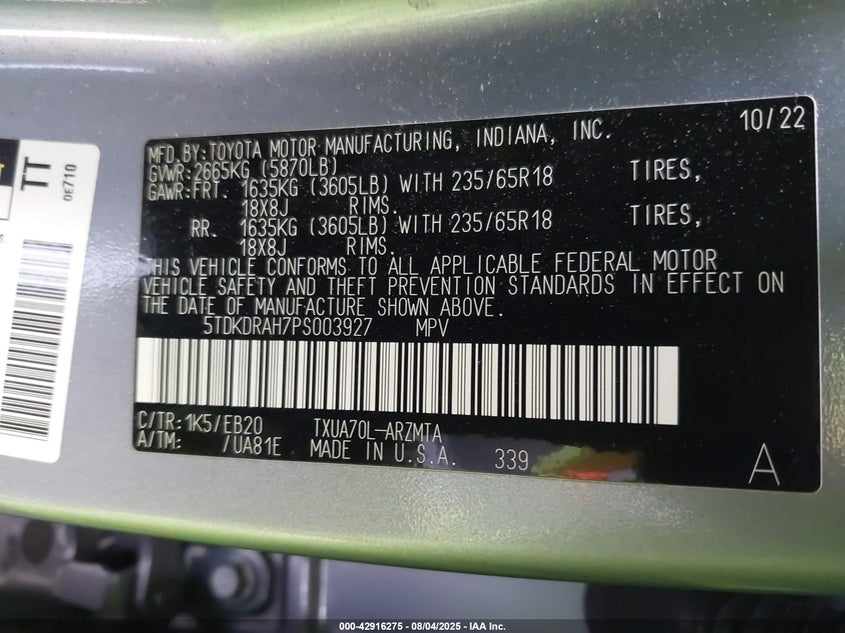 10/22
MFD.BY:TOYOTA MOTOR MANUFACTURING, INDIANA, INC.
GVWR:2665KG (5870LB)
GAWR:FRT. 1635KG (3605LB) WITH 235/65R18 TIRES,
18X8J RIMS.
RR. 1635KG (3605LB) WITH 235/65R18 TIRES,
18X8J RIMS.
THIS VEHICLE CONFORMS TO ALL APPLICABLE FEDERAL MOTOR
VEHICLE SAFETY AND THEFT PREVENTION STANDARDS IN EFFECT ON
THE DATE OF MANUFACTURE SHOWN ABOVE.
5TDKDRAH7PS003927 MPV
C/TR:1K5/EB20 TXUA70L-ARZMTA
A/TM: /UA81E MADE IN U.S.A. 339
A
TT
0E710
000-42916275 - 08/04/2025 - IAA Inc.